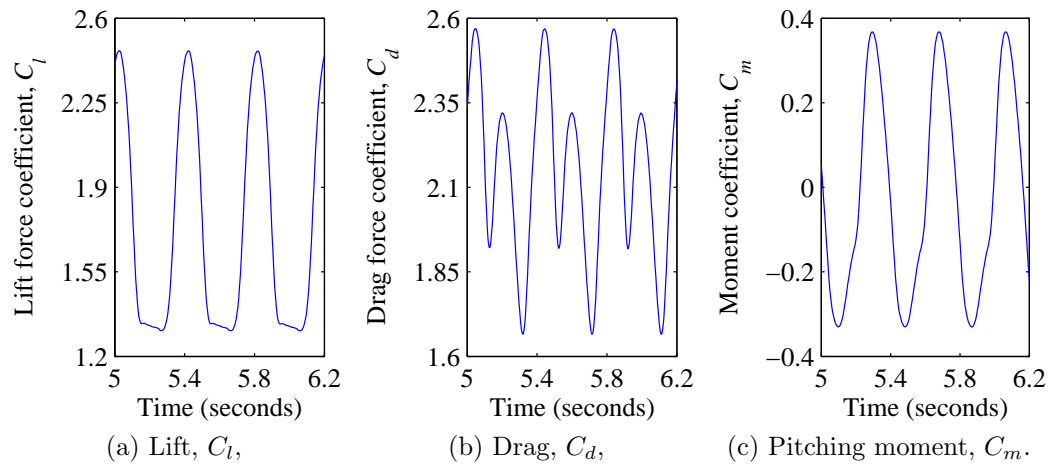 Lift force coefficient, C_l
2.6
2.25
1.9
1.55
1.2
5 5.4 5.8 6.2
Time (seconds)
(a) Lift, C_l,
Drag force coefficient, C_d
2.6
2.35
2.1
1.85
1.6
5 5.4 5.8 6.2
Time (seconds)
(b) Drag, C_d,
Moment coefficient, C_m
0.4
0.2
0
−0.2
−0.4
5 5.4 5.8 6.2
Time (seconds)
(c) Pitching moment, C_m.